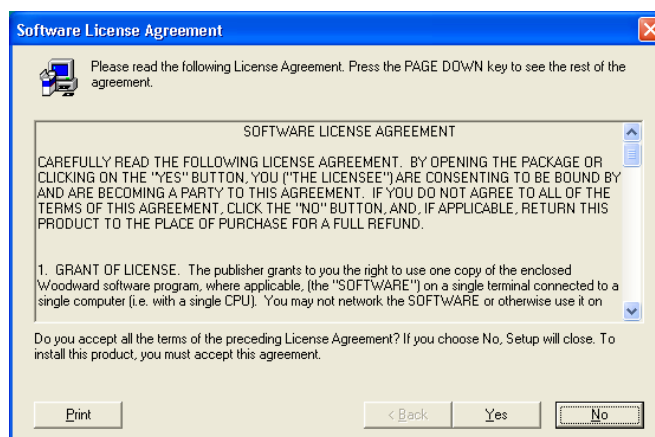 Software License Agreement
Please read the following License Agreement. Press the PAGE DOWN key to see the rest of the
agreement.
SOFTWARE LICENSE AGREEMENT
CAREFULLY READ THE FOLLOWING LICENSE AGREEMENT. BY OPENING THE PACKAGE OR
CLICKING ON THE "YES" BUTTON, YOU ("THE LICENSEE") ARE CONSENTING TO BE BOUND BY
AND ARE BECOMING A PARTY TO THIS AGREEMENT. IF YOU DO NOT AGREE TO ALL OF THE
TERMS OF THIS AGREEMENT, CLICK THE "NO" BUTTON, AND, IF APPLICABLE, RETURN THIS
PRODUCT TO THE PLACE OF PURCHASE FOR A FULL REFUND.
1. GRANT OF LICENSE. The publisher grants to you the right to use one copy of the enclosed
Woodward software program, where applicable, (the "SOFTWARE") on a single terminal connected to a
single computer (i.e. with a single CPU). You may not network the SOFTWARE or otherwise use it on
Do you accept all the terms of the preceding License Agreement? If you choose No, Setup will close. To
install this product, you must accept this agreement.
Print
< Back
Yes
No